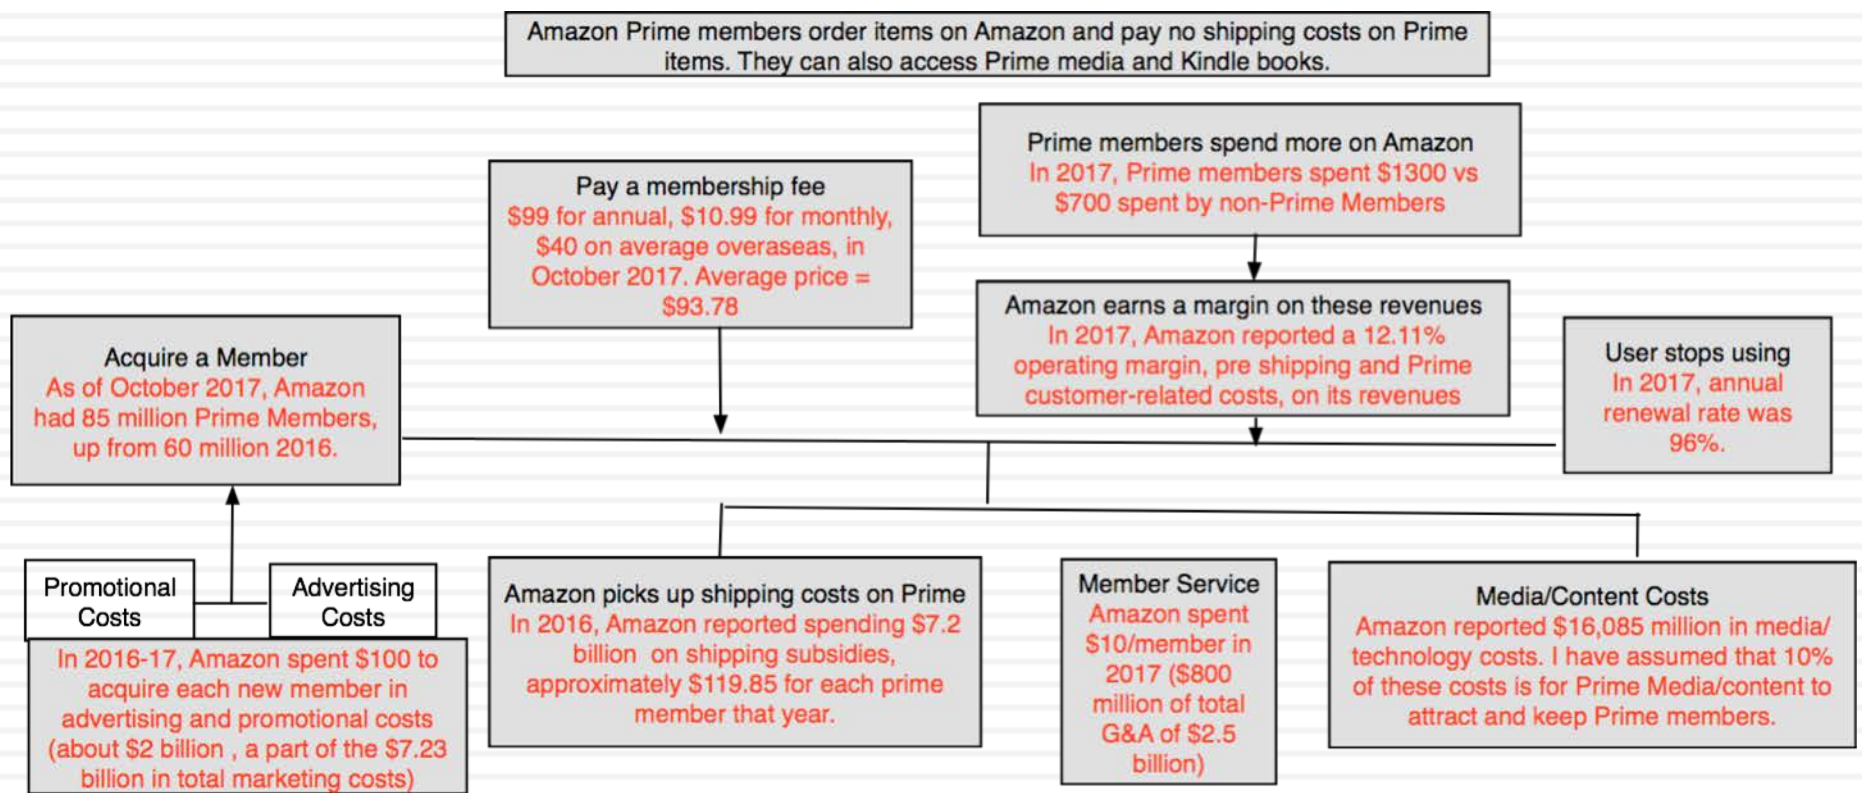 Amazon Prime members order items on Amazon and pay no shipping costs on Prime
items. They can also access Prime media and Kindle books.
Prime members spend more on Amazon
In 2017, Prime members spent $1300 vs
$700 spent by non-Prime Members
Pay a membership fee
$99 for annual, $10.99 for monthly,
$40 on average overaseas, in
October 2017. Average price =
$93.78
Amazon earns a margin on these revenues
In 2017, Amazon reported a 12.11%
operating margin, pre shipping and Prime
customer-related costs, on its revenues
Acquire a Member
As of October 2017, Amazon
had 85 million Prime Members,
up from 60 million 2016.
User stops using
In 2017, annual
renewal rate was
96%.
Promotional
Costs
Advertising
Costs
In 2016-17, Amazon spent $100 to
acquire each new member in
advertising and promotional costs
(about $2 billion , a part of the $7.23
billion in total marketing costs)
Amazon picks up shipping costs on Prime
In 2016, Amazon reported spending $7.2
billion on shipping subsidies,
approximately $119.85 for each prime
member that year.
Member Service
Amazon spent
$10/member in
2017 ($800
million of total
G&A of $2.5
billion)
Media/Content Costs
Amazon reported $16,085 million in media/
technology costs. I have assumed that 10%
of these costs is for Prime Media/content to
attract and keep Prime members.